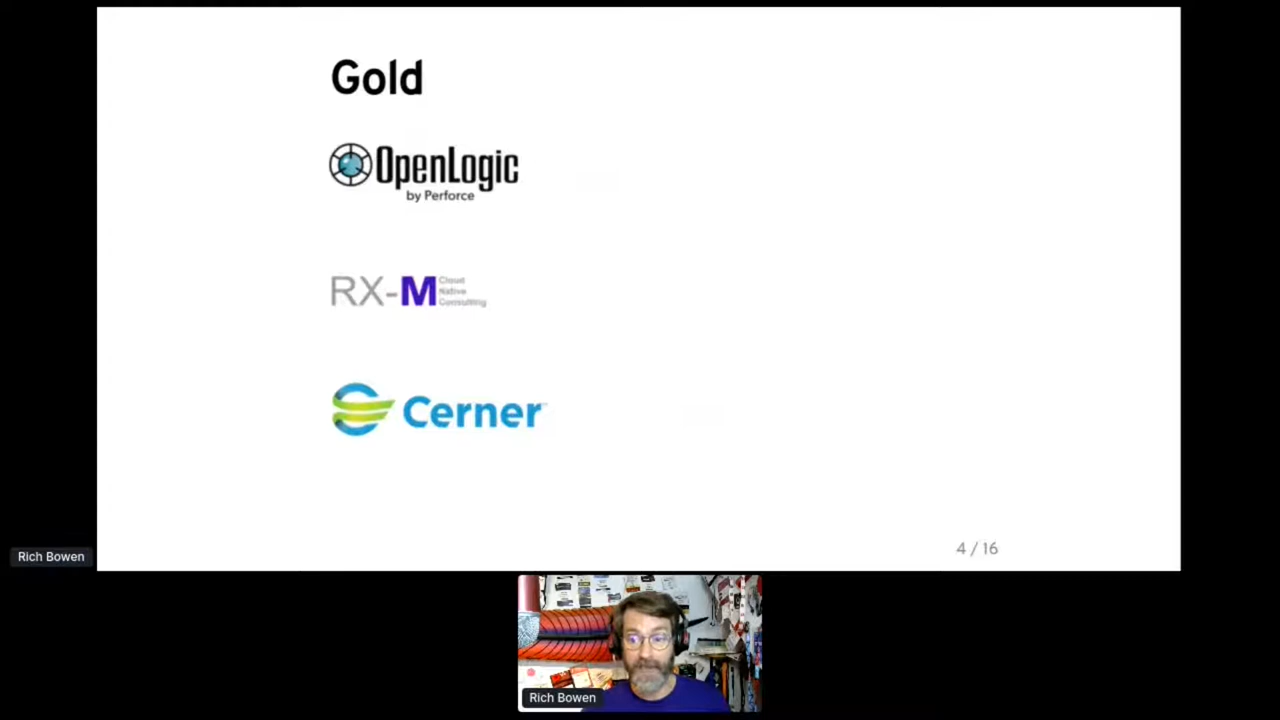 Gold
OpenLogic
by Perforce
RX-M
Cloud
Native
Consulting
Cerner
4 / 16
Rich Bowen
Rich Bowen